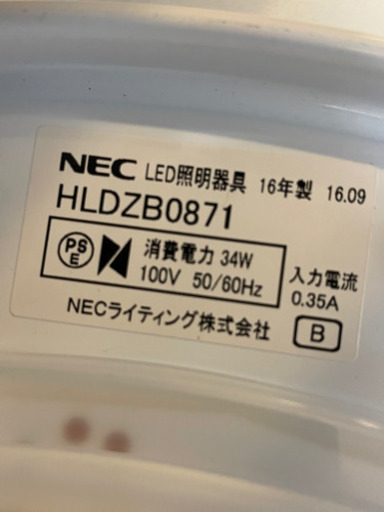 NEC LED照明器具 16年製 16.09
HLDZB0871
PS E 消費電力 34W
100V 50/60Hz
入力電流
0.35A
NECライティング株式会社 B